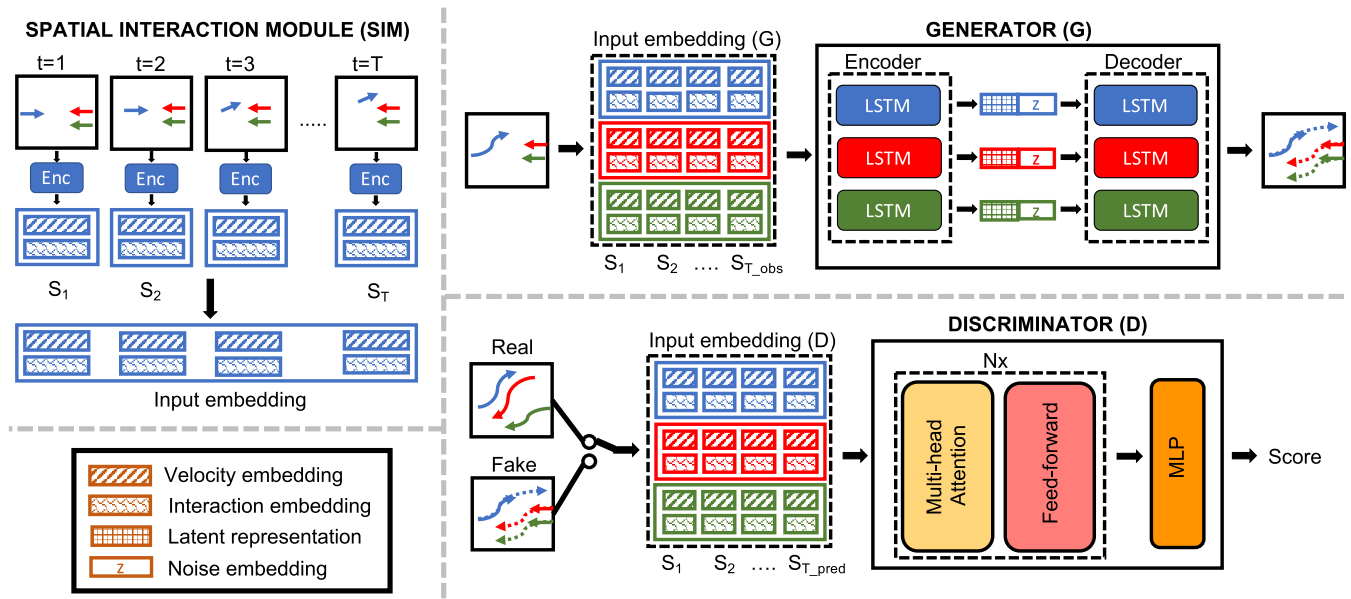 SPATIAL INTERACTION MODULE (SIM)
t=1 t=2 t=3 t=T
.....
Enc Enc Enc Enc
S1 S2 ST
Input embedding
Velocity embedding
Interaction embedding
Latent representation
z Noise embedding
GENERATOR (G)
Input embedding (G)
Encoder Decoder
LSTM z LSTM
LSTM z LSTM
LSTM z LSTM
S1 S2 .... ST_obs
DISCRIMINATOR (D)
Input embedding (D)
Real
Fake
Nx
Multi-head
Attention
Feed-forward
MLP
Score
S1 S2 .... ST_pred